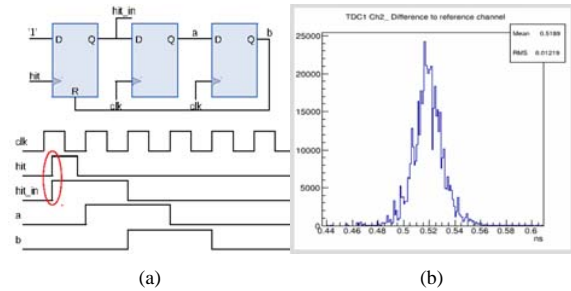 hit_in
'1'
D Q
D Q
a
D Q
b
hit
R
clk
clk
clk
hit
hit_in
a
b
(a)
TDC1 Ch2_ Difference to reference channel
Mean 0.5189
RMS 0.01219
25000
20000
15000
10000
5000
0
0.44 0.46 0.48 0.5 0.52 0.54 0.56 0.58 0.6
ns
(b)